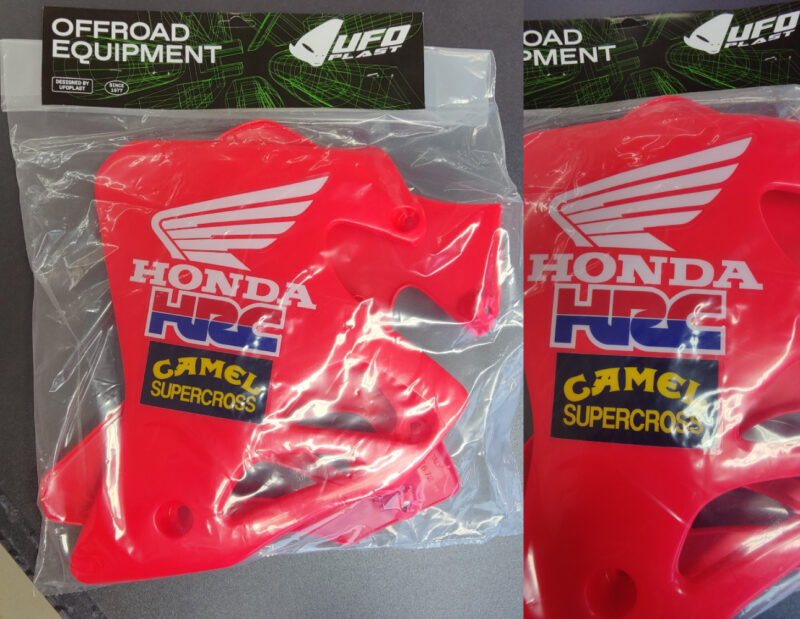 OFFROAD
EQUIPMENT
DESIGNED BY
UFOPLAST
SINCE
1977
UFO
PLAST
HONDA
HRC
CAMEL
SUPERCROSS
OAD
PMENT
UFO
PLAST
HONDA
HRC
CAMEL
SUPERCROSS